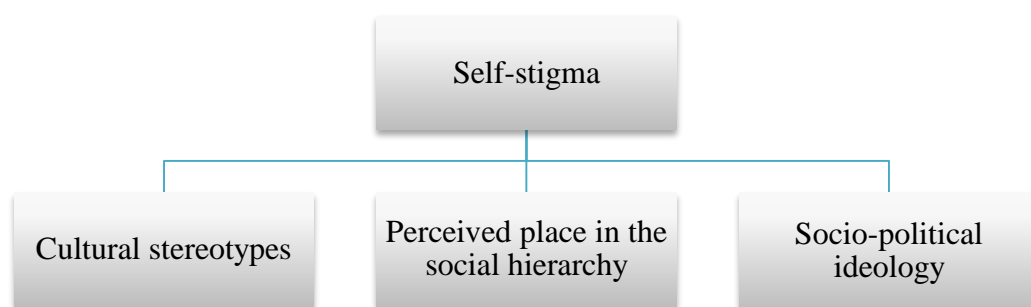 Self-stigma
Cultural stereotypes
Perceived place in the
social hierarchy
Socio-political
ideology